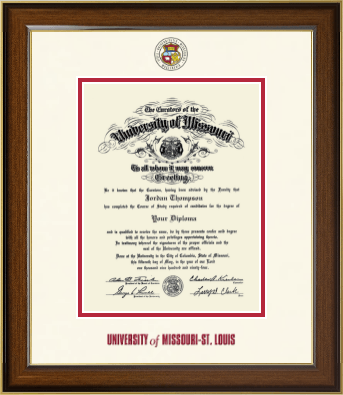 The Curators of the
University of Missouri
To all whom it may concern
Greeting
Be it known that the Curators, having been advised by the Faculty that
Jordan Thompson
has completed the Course of Study required of candidates for the degree of
Your Diploma
and is qualified to receive the same, do by these presents confer said degree
with all the honors and privileges appertaining thereto.
In testimony whereof the signatures of the proper officials and the seal
of the University are affixed.
Done at the University in the City of Columbia, State of Missouri,
this fifteenth day of May, in the year of our Lord
one thousand nine hundred and ninety-four.
UNIVERSITY of MISSOURI-ST. LOUIS